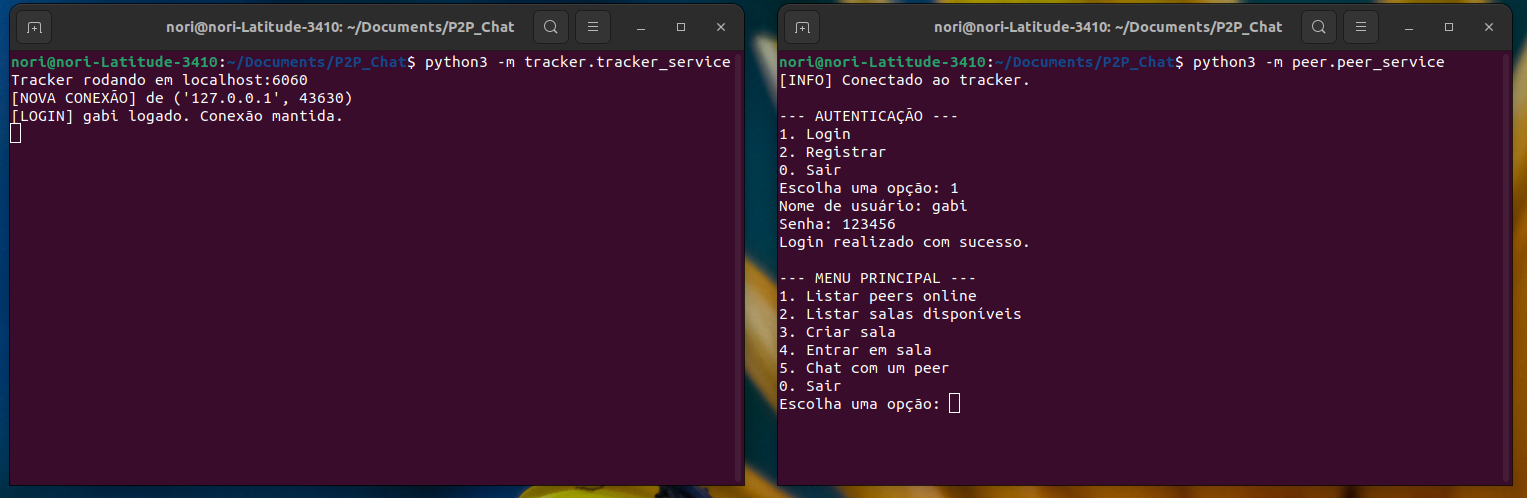 nori@nori-Latitude-3410: ~/Documents/P2P_Chat
nori@nori-Latitude-3410:~/Documents/P2P_Chat$ python3 -m tracker.tracker_service
Tracker rodando em localhost:6060
[NOVA CONEXÃO] de ('127.0.0.1', 43630)
[LOGIN] gabi logado. Conexão mantida.
nori@nori-Latitude-3410: ~/Documents/P2P_Chat
nori@nori-Latitude-3410:~/Documents/P2P_Chat$ python3 -m peer.peer_service
[INFO] Conectado ao tracker.
--- AUTENTICAÇÃO ---
1. Login
2. Registrar
0. Sair
Escolha uma opção: 1
Nome de usuário: gabi
Senha: 123456
Login realizado com sucesso.
--- MENU PRINCIPAL ---
1. Listar peers online
2. Listar salas disponíveis
3. Criar sala
4. Entrar em sala
5. Chat com um peer
0. Sair
Escolha uma opção: